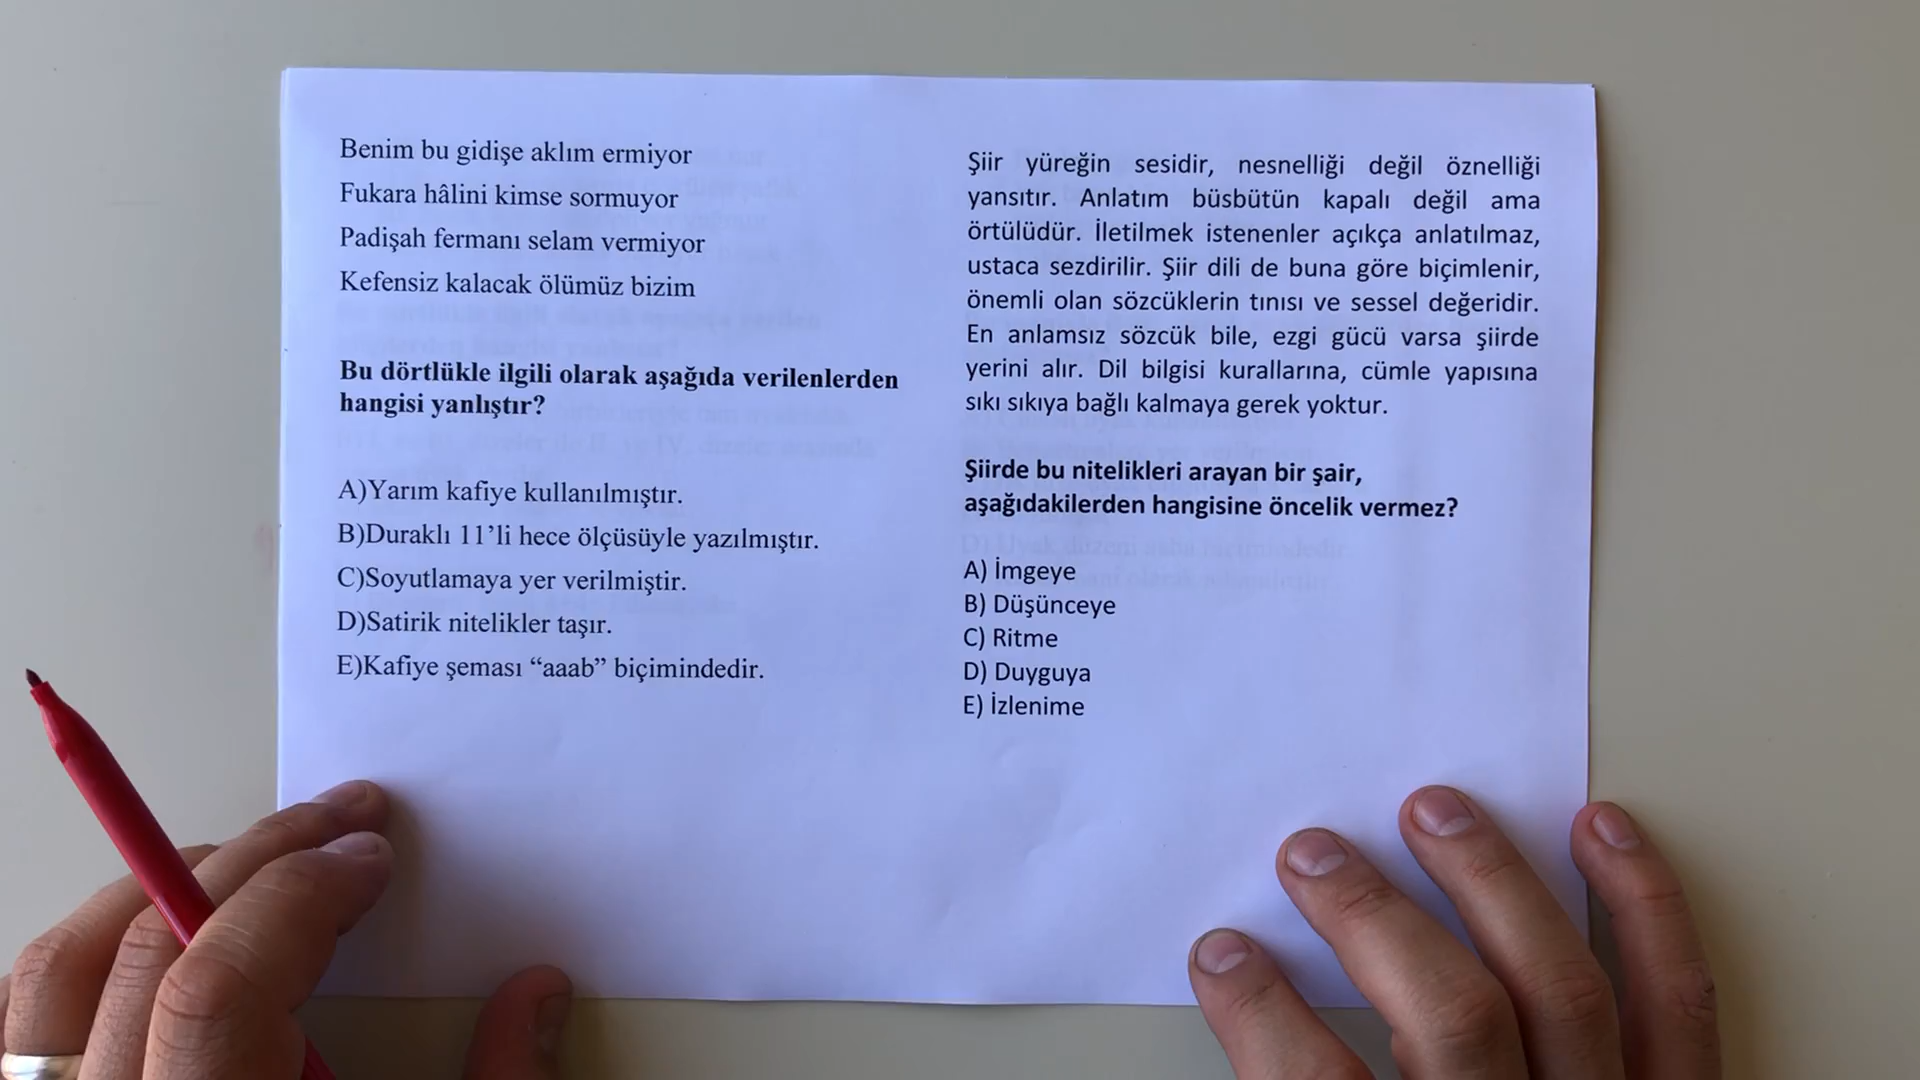 Benim bu gidişe aklım ermiyor
Fukara hâlini kimse sormuyor
Padişah fermanı selam vermiyor
Kefensiz kalacak ölümüz bizim
Bu dörtlükle ilgili olarak aşağıda verilenlerden
hangisi yanlıştır?
A)Yarım kafiye kullanılmıştır.
B)Duraklı 11’li hece ölçüsüyle yazılmıştır.
C)Soyutlamaya yer verilmiştir.
D)Satirik nitelikler taşır.
E)Kafiye şeması “aaab” biçimindedir.
Şiir yüreğin sesidir, nesnelliği değil öznelliği
yansıtır. Anlatım büsbütün kapalı değil ama
örtülüdür. İletilmek istenenler açıkça anlatılmaz,
ustaca sezdirilir. Şiir dili de buna göre biçimlenir,
önemli olan sözcüklerin tınısı ve sessel değeridir.
En anlamsız sözcük bile, ezgi gücü varsa şiirde
yerini alır. Dil bilgisi kurallarına, cümle yapısına
sıkı sıkıya bağlı kalmaya gerek yoktur.
Şiirde bu nitelikleri arayan bir şair,
aşağıdakilerden hangisine öncelik vermez?
A) İmgeye
B) Düşünceye
C) Ritme
D) Duyguya
E) İzlenime